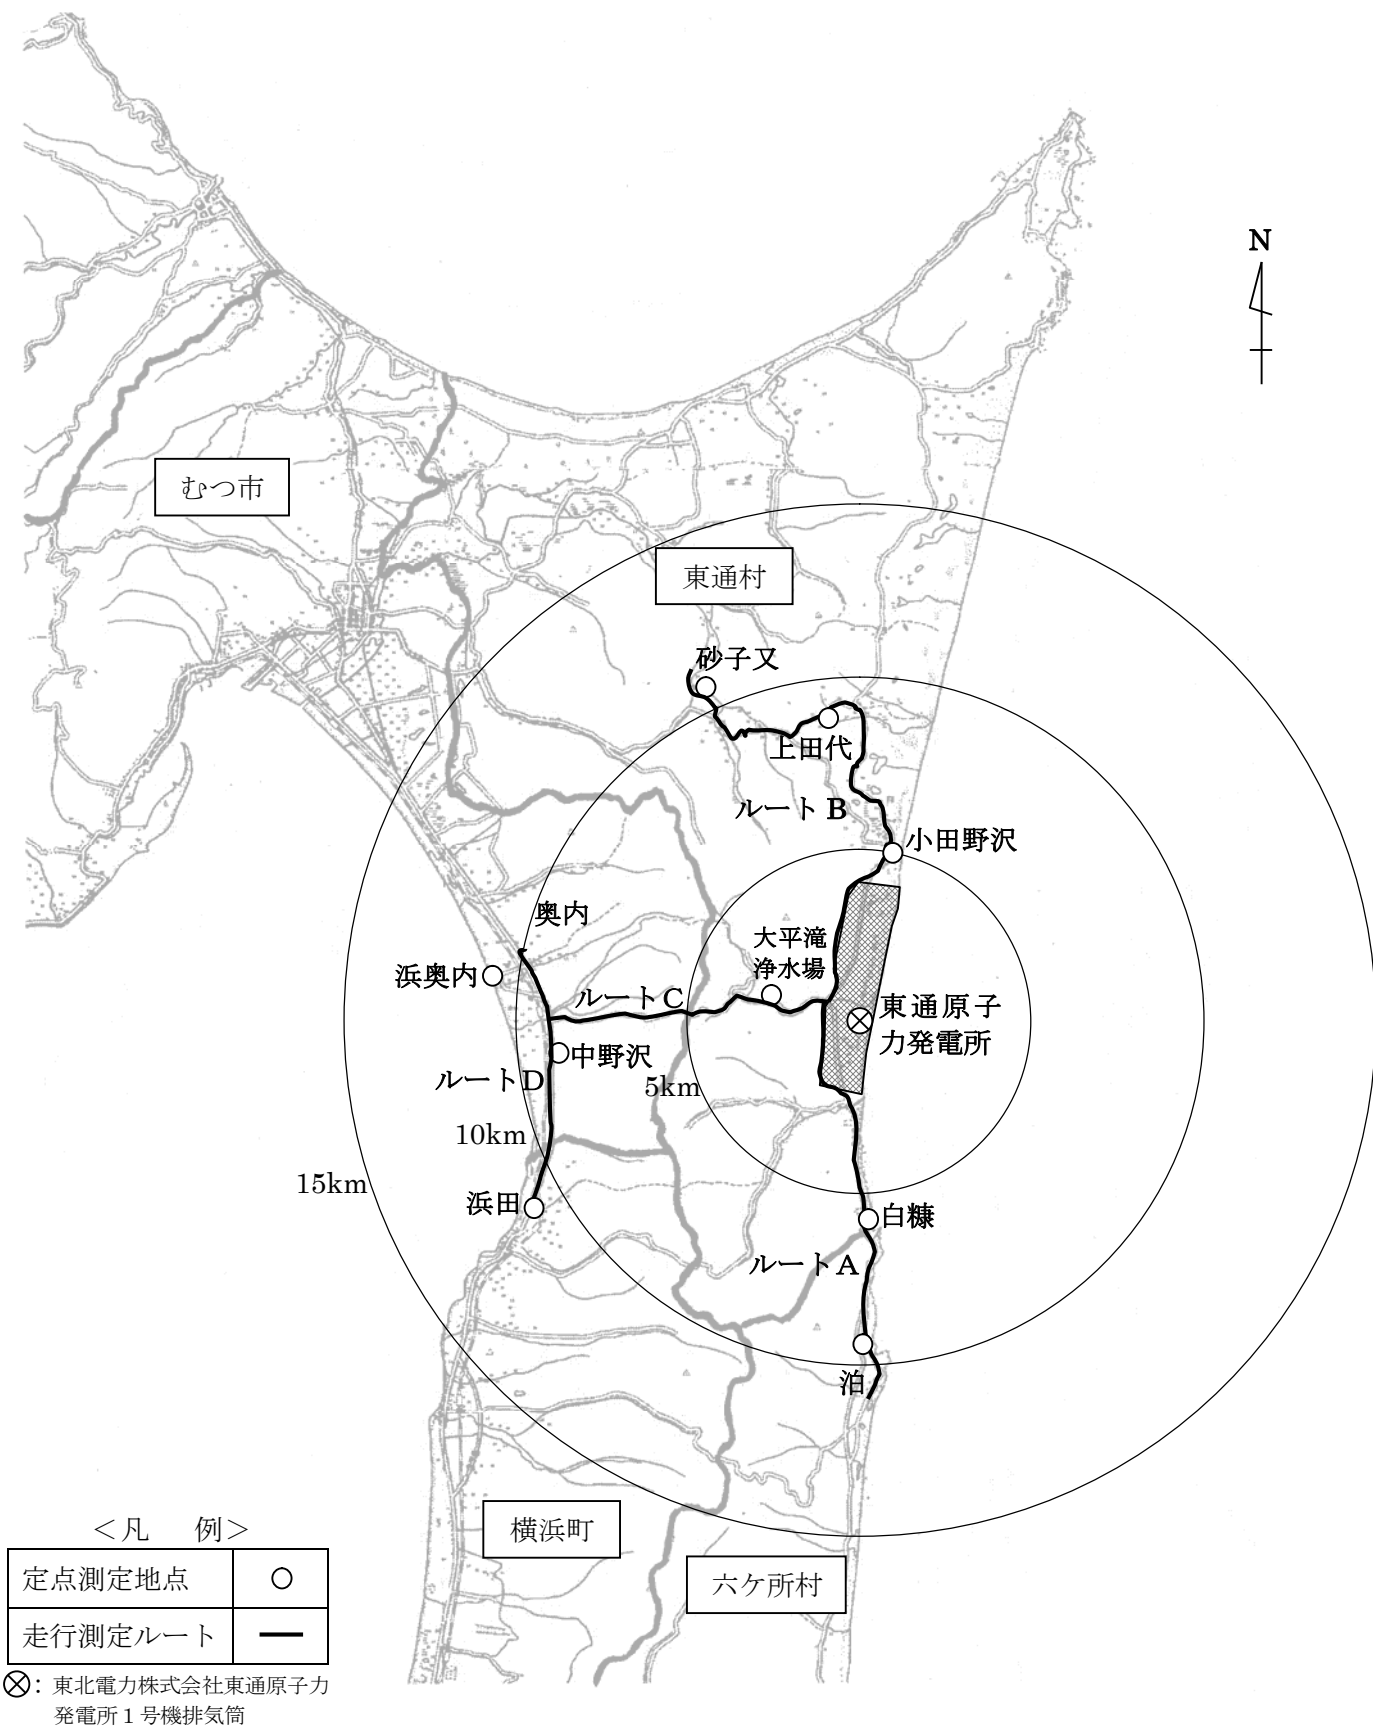 N
むつ市
東通村
砂子又
上田代
ルートB
小田野沢
奥内
大平滝
浄水場
浜奥内
ルートC
東通原子
力発電所
中野沢
ルートD
5km
10km
15km
浜田
白糠
ルートA
泊
横浜町
六ケ所村
＜凡　例＞
定点測定地点 ○
走行測定ルート ━
⊗：東北電力株式会社東通原子力
発電所1号機排気筒